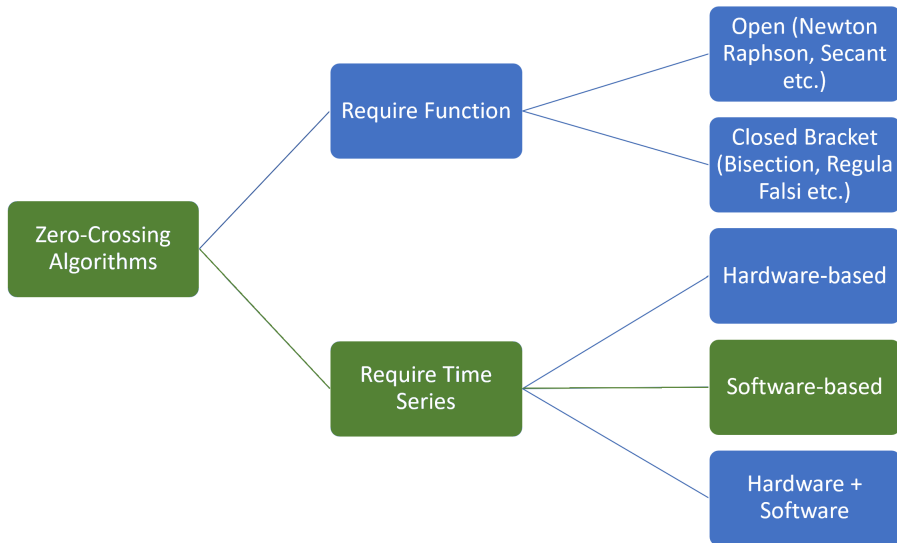 Open (Newton
Raphson, Secant
etc.)
Require Function
Closed Bracket
(Bisection, Regula
Falsi etc.)
Zero-Crossing
Algorithms
Hardware-based
Require Time
Series
Software-based
Hardware +
Software